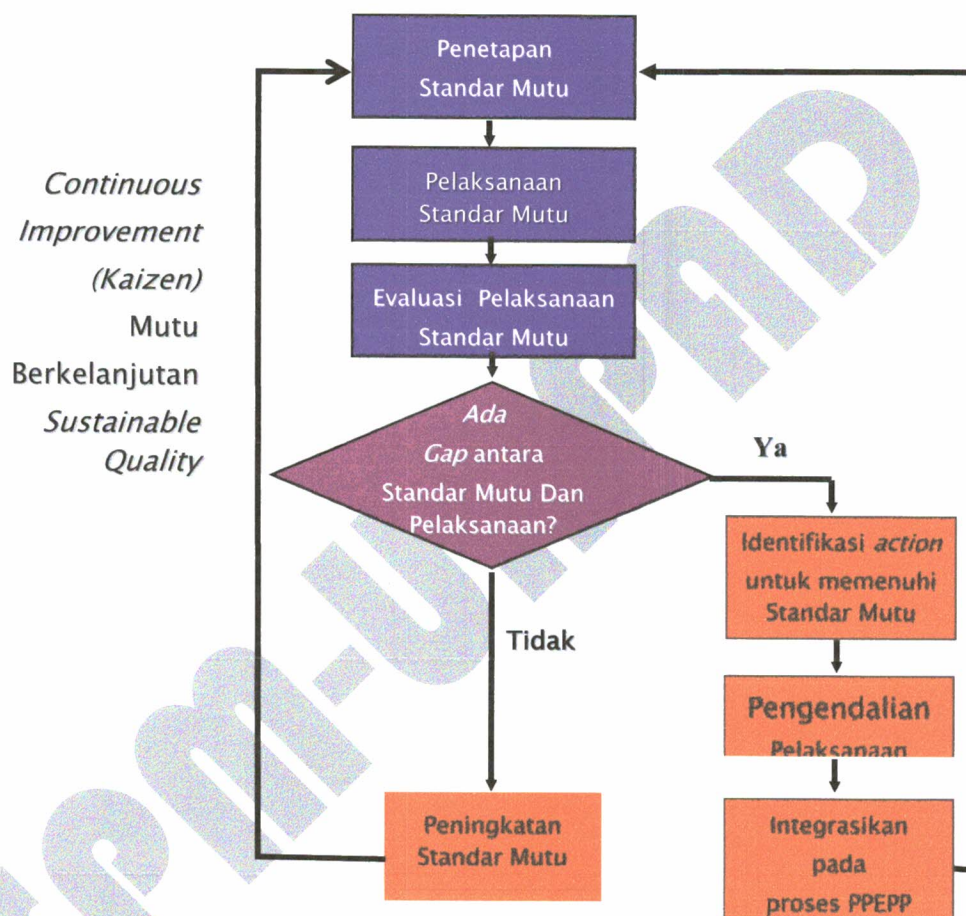 Penetapan
Standar Mutu
Pelaksanaan
Standar Mutu
Evaluasi Pelaksanaan
Standar Mutu
Continuous
Improvement
(Kaizen)
Mutu
Berkelanjutan
Sustainable
Quality
Ada
Gap antara
Standar Mutu Dan
Pelaksanaan?
Ya
Identifikasi action
untuk memenuhi
Standar Mutu
Tidak
Pengendalian
Pelaksanaan
Peningkatan
Standar Mutu
Integrasikan
pada
proses PPEPP